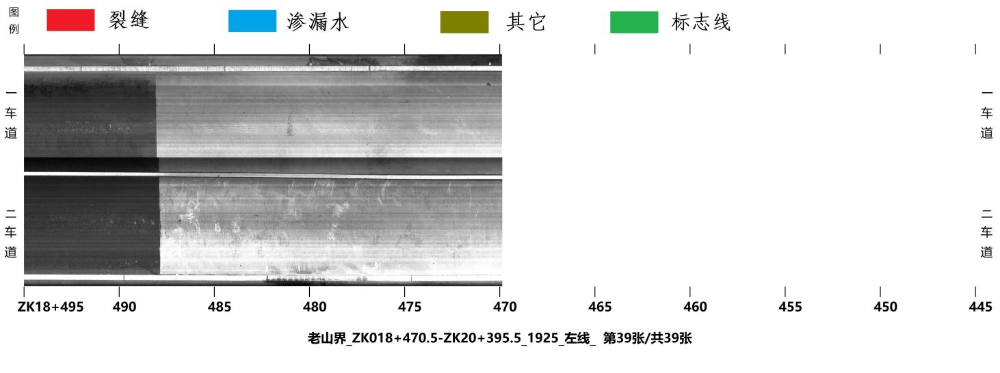 图例 裂缝 渗漏水 其它 标志线
一车道 一车道
二车道 二车道
ZK18+495 490 485 480 475 470 465 460 455 450 445
老山界_ZK018+470.5-ZK20+395.5_1925_左线_ 第39张/共39张